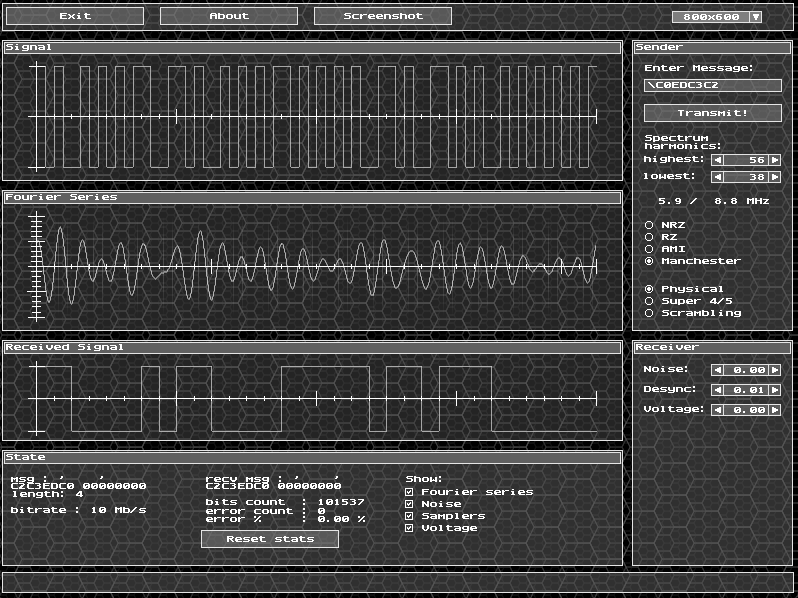 Exit About Screenshot 800x600
Signal
Sender
Enter Message:
\C0EDC3C2
Transmit!
Spectrum
harmonics:
highest: 56
lowest: 38
5.9 / 8.8 MHz
NRZ
RZ
AMI
Manchester
Physical
Super 4/5
Scrambling
Fourier Series
Received Signal
Receiver
Noise: 0.00
Desync: 0.01
Voltage: 0.00
State
msg : ' '
C2C3EDC0 00000000
length: 4
bitrate : 10 Mb/s
recv msg : ' '
C2C3EDC0 00000000
bits count : 101537
error count : 0
error % : 0.00 %
Reset stats
Show:
Fourier series
Noise
Samplers
Voltage